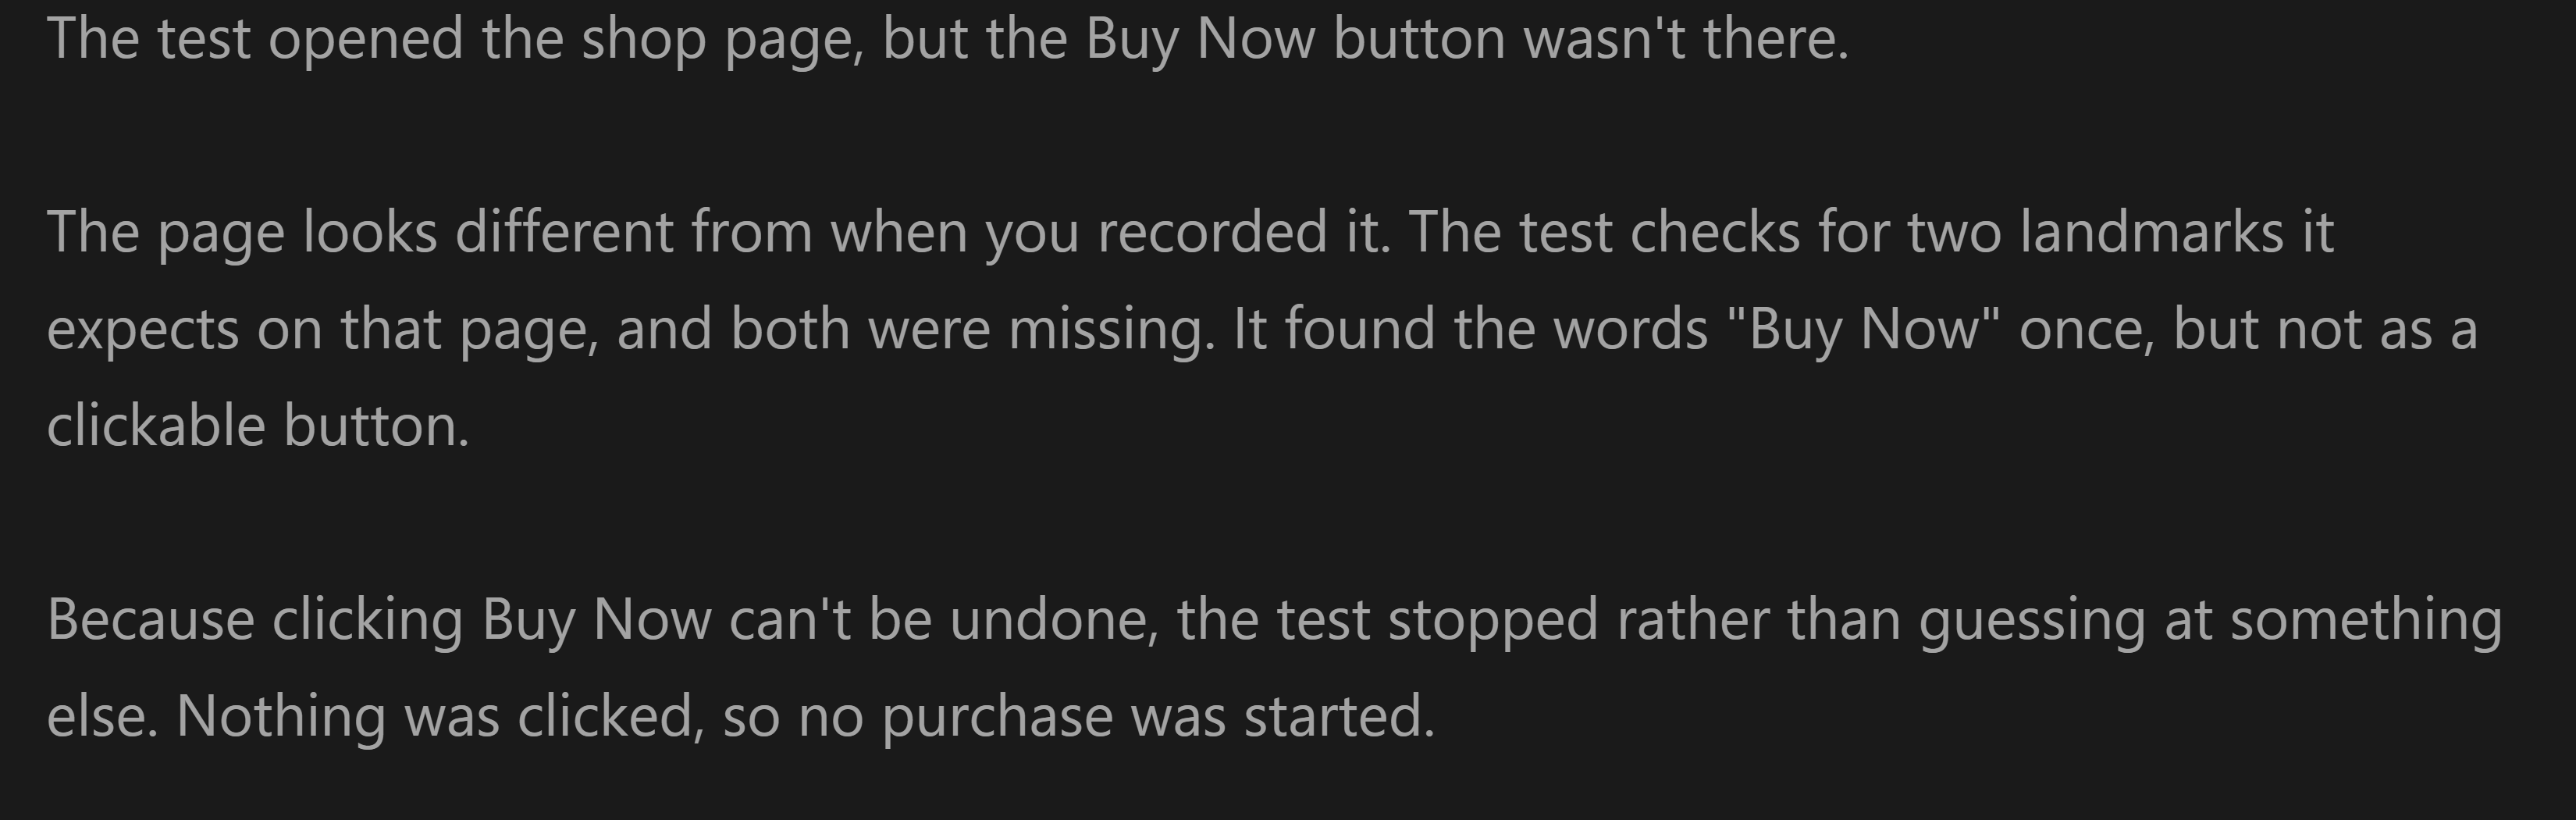 The test opened the shop page, but the Buy Now button wasn't there.
The page looks different from when you recorded it. The test checks for two landmarks it
expects on that page, and both were missing. It found the words "Buy Now" once, but not as a
clickable button.
Because clicking Buy Now can't be undone, the test stopped rather than guessing at something
else. Nothing was clicked, so no purchase was started.